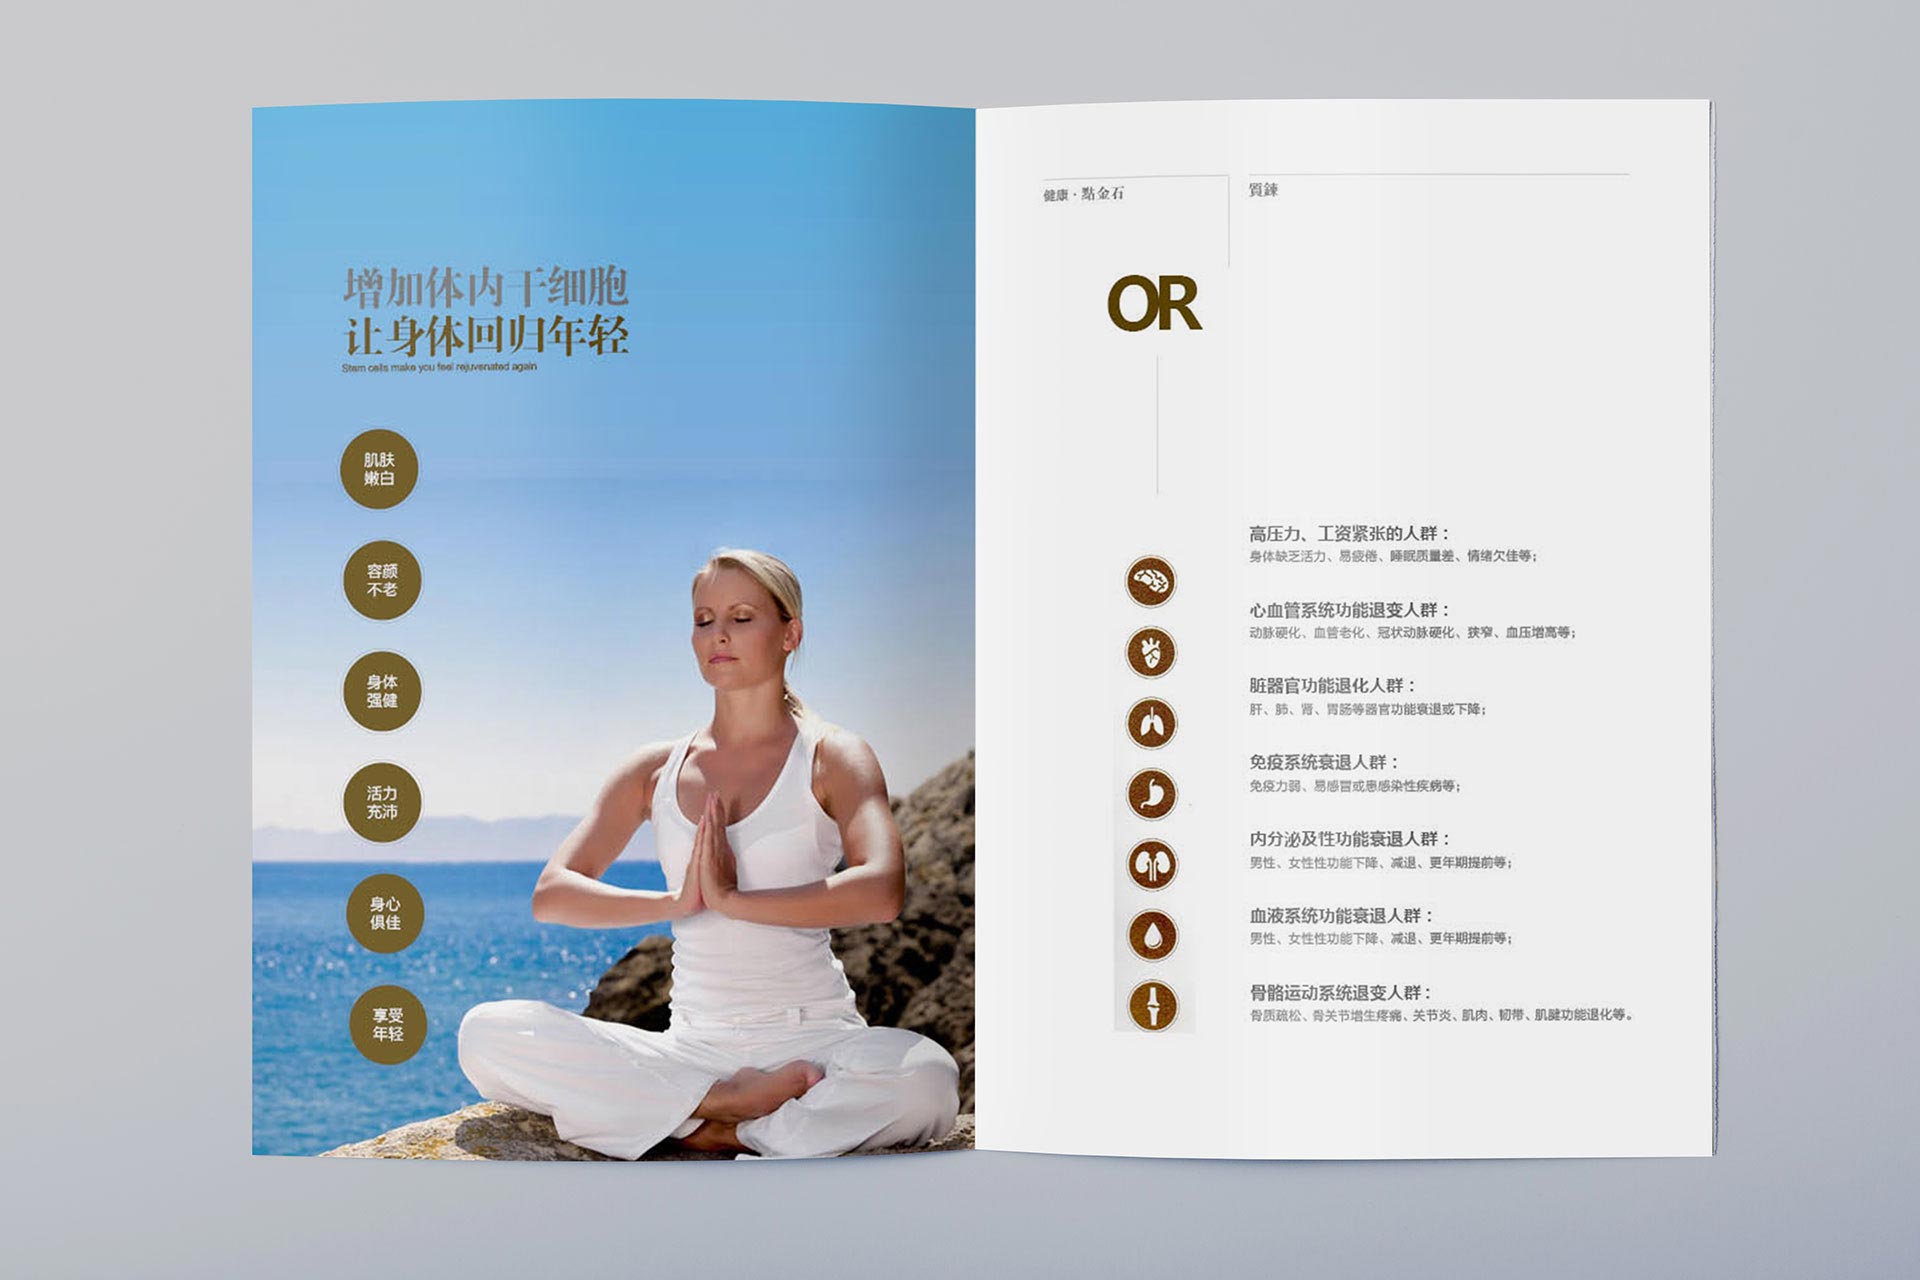 增加体内干细胞
让身体回归年轻
Stem cells make you feel rejuvenated again
肌肤
嫩白
容颜
不老
身体
强健
活力
充沛
身心
俱佳
享受
年轻
健康·點金石
質鍊
OR
高压力、工资紧张的人群：
身体缺乏活力、易疲倦、睡眠质量差、情绪欠佳等；
心血管系统功能退变人群：
动脉硬化、血管老化、冠状动脉硬化、狭窄、血压增高等；
脏器官功能退化人群：
肝、肺、肾、胃肠等器官功能衰退或下降；
免疫系统衰退人群：
免疫力弱、易感冒或患感染性疾病等；
内分泌及性功能衰退人群：
男性、女性性功能下降、减退、更年期提前等；
血液系统功能衰退人群：
男性、女性性功能下降、减退、更年期提前等；
骨骼运动系统退变人群：
骨质疏松、骨关节增生疼痛、关节炎、肌肉、韧带、肌腱功能退化等。